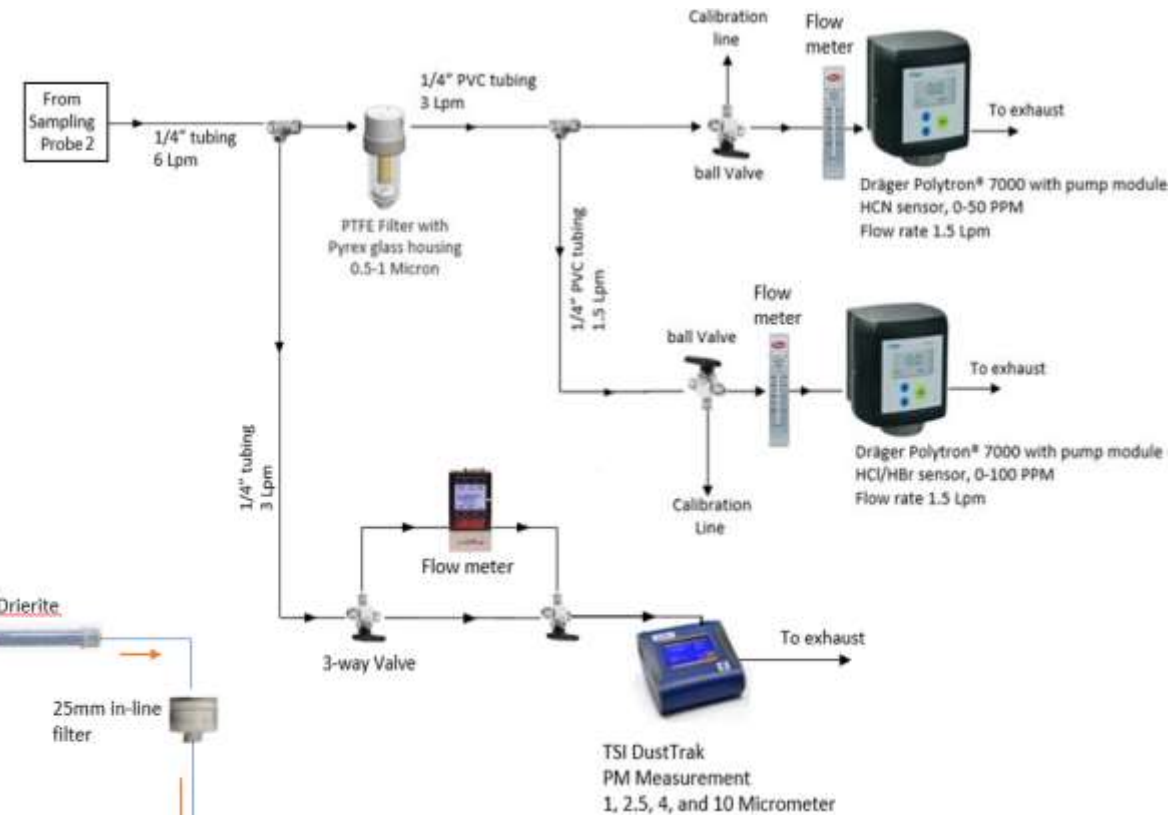 From
Sampling
Probe 2
1/4" tubing
6 Lpm
PTFE Filter with
Pyrex glass housing
0.5-1 Micron
1/4" PVC tubing
3 Lpm
Calibration
line
ball Valve
Flow
meter
To exhaust
Dräger Polytron® 7000 with pump module
HCN sensor, 0-50 PPM
Flow rate 1.5 Lpm
1/4" PVC tubing
1.5 Lpm
ball Valve
Calibration
Line
Flow
meter
To exhaust
Dräger Polytron® 7000 with pump module
HCl/HBr sensor, 0-100 PPM
Flow rate 1.5 Lpm
1/4" tubing
3 Lpm
Flow meter
3-way Valve
To exhaust
TSI DustTrak
PM Measurement
1, 2.5, 4, and 10 Micrometer
Drierite
25mm in-line
filter